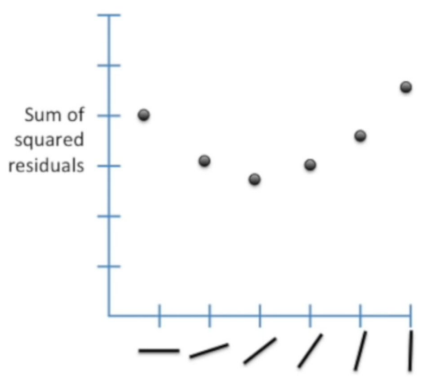 Sum of
squared
residuals